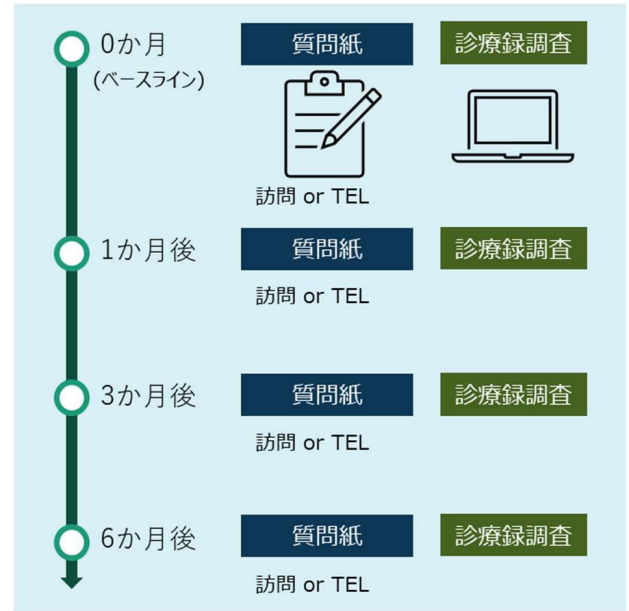 0か月 質問紙 診療録調査
(ベースライン)
訪問 or TEL
1か月後 質問紙 診療録調査
訪問 or TEL
3か月後 質問紙 診療録調査
訪問 or TEL
6か月後 質問紙 診療録調査
訪問 or TEL